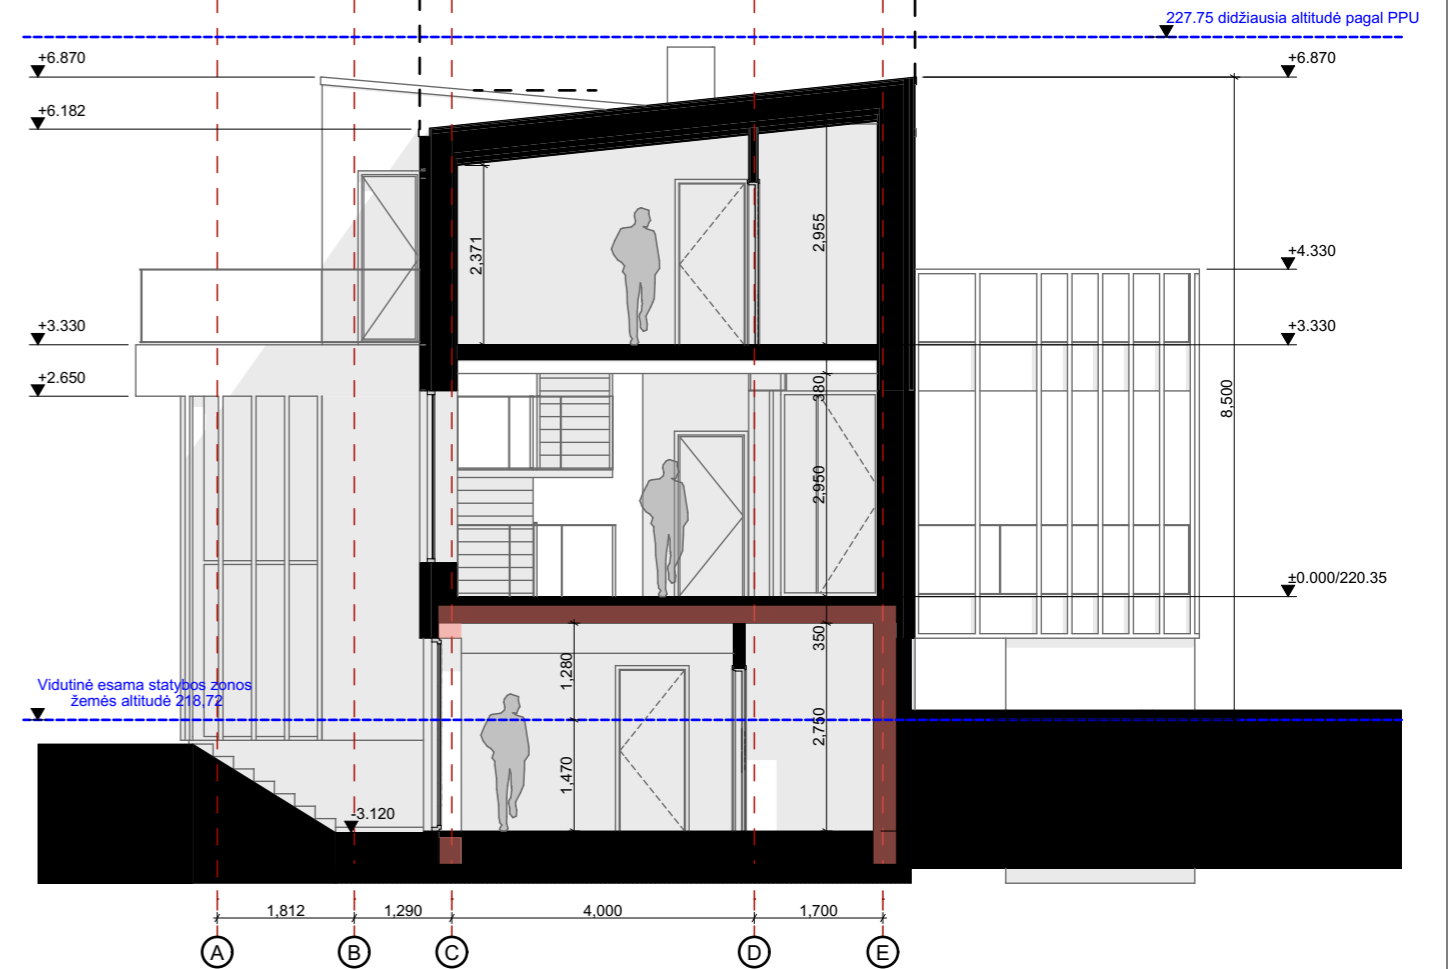 227.75 didžiausia altitudė pagal PPU
+6.870
+6.870
+6.182
2,371
2,955
+4.330
+3.330
+3.330
+2.650
380
8,500
2,950
±0.000/220.35
350
1,280
Vidutinė esama statybos zonos
žemės altitudė 218,72
2,750
1,470
-3.120
1,812
1,290
4,000
1,700
A
B
C
D
E